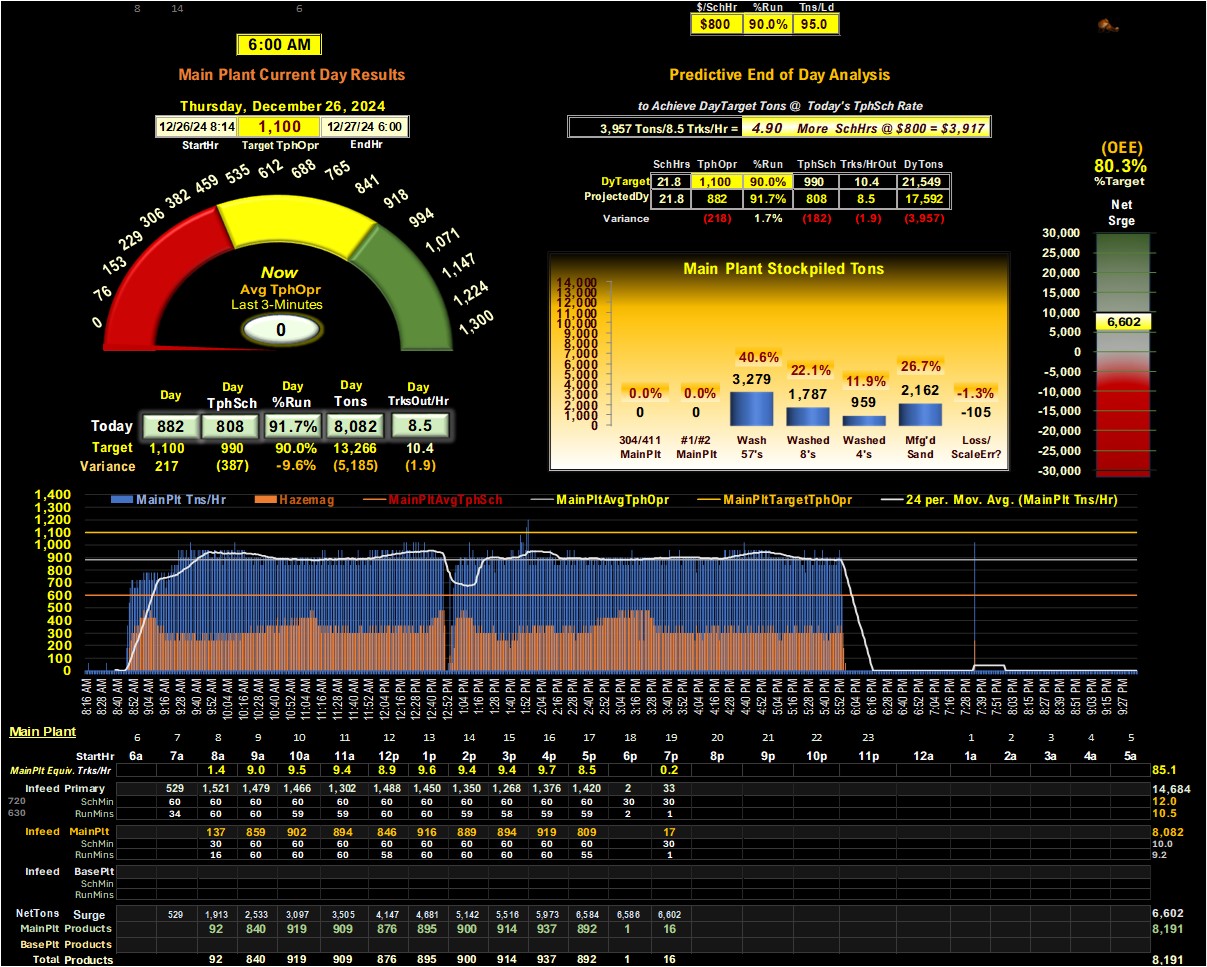 8 14 6
$/SchHr %Run Tns/Ld
$800 90.0% 95.0
6:00 AM
Main Plant Current Day Results
Predictive End of Day Analysis
Thursday, December 26, 2024
to Achieve DayTarget Tons @ Today's TphSch Rate
12/26/24 8:14 1,100 12/27/24 6:00
StartHr Target TphOpr EndHr
3,957 Tons/8.5 Trks/Hr = 4.90 More SchHrs @ $800 = $3,917
(OEE)
80.3%
%Target
SchHrs TphOpr %Run TphSch Trks/HrOut DyTons
DyTarget 21.8 1,100 90.0% 990 10.4 21,549
ProjectedDy 21.8 882 91.7% 808 8.5 17,592
Variance (218) 1.7% (182) (1.9) (3,957)
0 76 153 229 306 382 459 535 612 688 765 841 918 994 1,071 1,147 1,224 1,300
Now
Avg TphOpr
Last 3-Minutes
0
Net
Srge
30,000
25,000
20,000
15,000
10,000
6,602
5,000
0
-5,000
-10,000
-15,000
-20,000
-25,000
-30,000
Main Plant Stockpiled Tons
14,000
13,000
12,000
11,000
10,000
9,000
8,000
7,000
6,000
5,000
4,000
3,000
2,000
1,000
0
0.0% 0.0% 40.6% 22.1% 11.9% 26.7% -1.3%
0 0 3,279 1,787 959 2,162 -105
304/411 #1/#2 Wash Washed Washed Mfg'd Loss/
MainPlt MainPlt 57's 8's 4's Sand ScaleErr?
Day Day Day Day Day
TphSch %Run Tons TrksOut/Hr
Today 882 808 91.7% 8,082 8.5
Target 1,100 990 90.0% 13,266 10.4
Variance 217 (387) -9.6% (5,185) (1.9)
MainPlt Tns/Hr Hazemag MainPltAvgTphSch MainPltAvgTphOpr MainPltTargetTphOpr 24 per. Mov. Avg. (MainPlt Tns/Hr)
1,400
1,300
1,200
1,100
1,000
900
800
700
600
500
400
300
200
100
0
8:16 AM 8:28 AM 8:40 AM 8:52 AM 9:04 AM 9:16 AM 9:28 AM 9:40 AM 9:52 AM 10:04 AM 10:16 AM 10:28 AM 10:40 AM 10:52 AM 11:04 AM 11:16 AM 11:28 AM 11:40 AM 11:52 AM 12:04 PM 12:16 PM 12:28 PM 12:40 PM 12:52 PM 1:04 PM 1:16 PM 1:28 PM 1:40 PM 1:52 PM 2:04 PM 2:16 PM 2:28 PM 2:40 PM 2:52 PM 3:04 PM 3:16 PM 3:28 PM 3:40 PM 3:52 PM 4:04 PM 4:16 PM 4:28 PM 4:40 PM 4:52 PM 5:04 PM 5:16 PM 5:28 PM 5:40 PM 5:52 PM 6:04 PM 6:16 PM 6:28 PM 6:40 PM 6:52 PM 7:04 PM 7:16 PM 7:27 PM 7:39 PM 7:51 PM 8:03 PM 8:15 PM 8:27 PM 8:39 PM 8:51 PM 9:03 PM 9:15 PM 9:27 PM
Main Plant
6 7 8 9 10 11 12 13 14 15 16 17 18 19 20 21 22 23 1 2 3 4 5
StartHr 6a 7a 8a 9a 10a 11a 12p 1p 2p 3p 4p 5p 6p 7p 8p 9p 10p 11p 12a 1a 2a 3a 4a 5a
MainPlt Equiv. Trks/Hr 1.4 9.0 9.5 9.4 8.9 9.6 9.4 9.4 9.7 8.5 0.2 85.1
Infeed Primary 529 1,521 1,479 1,466 1,302 1,488 1,450 1,350 1,268 1,376 1,420 2 33 14,684
720 SchMin 60 60 60 60 60 60 60 60 60 60 60 30 30 12.0
630 RunMins 34 60 60 59 59 60 60 59 58 60 59 2 1 10.5
Infeed MainPlt 137 859 902 894 846 916 889 894 919 809 17 8,082
SchMin 30 60 60 60 60 60 60 60 60 60 30 10.0
RunMins 16 60 60 60 58 60 60 60 60 55 1 9.2
Infeed BasePlt
SchMin
RunMins
NetTons Surge 529 1,913 2,533 3,097 3,505 4,147 4,681 5,142 5,516 5,973 6,584 6,586 6,602 6,602
MainPlt Products 92 840 919 909 876 895 900 914 937 892 1 16 8,191
BasePlt Products
Total Products 92 840 919 909 876 895 900 914 937 892 1 16 8,191